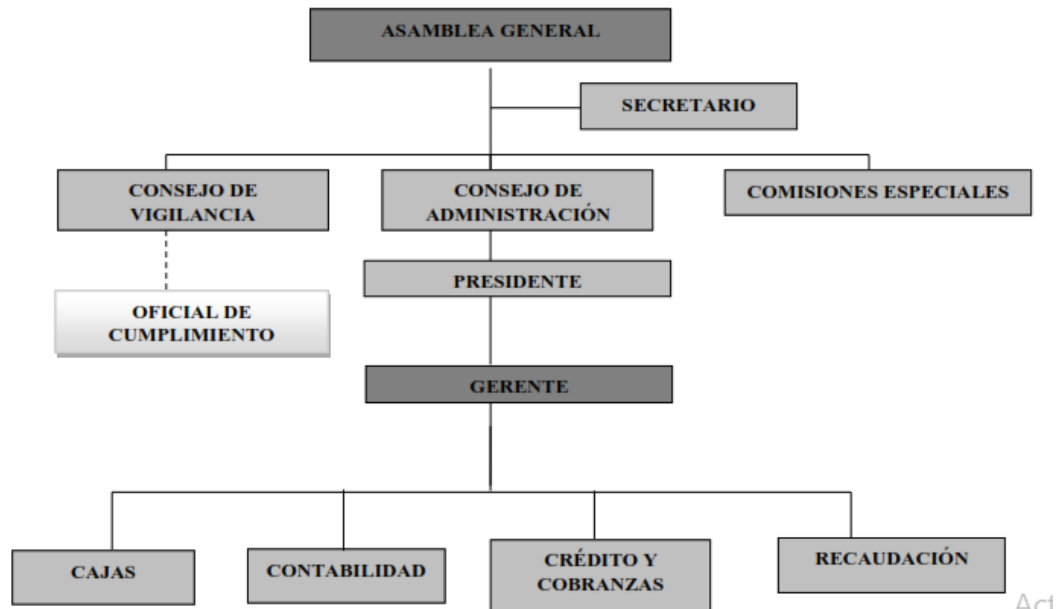 ASAMBLEA GENERAL
SECRETARIO
CONSEJO DE
VIGILANCIA
CONSEJO DE
ADMINISTRACIÓN
COMISIONES ESPECIALES
PRESIDENTE
OFICIAL DE
CUMPLIMIENTO
GERENTE
CAJAS
CONTABILIDAD
CRÉDITO Y
COBRANZAS
RECAUDACIÓN
Act